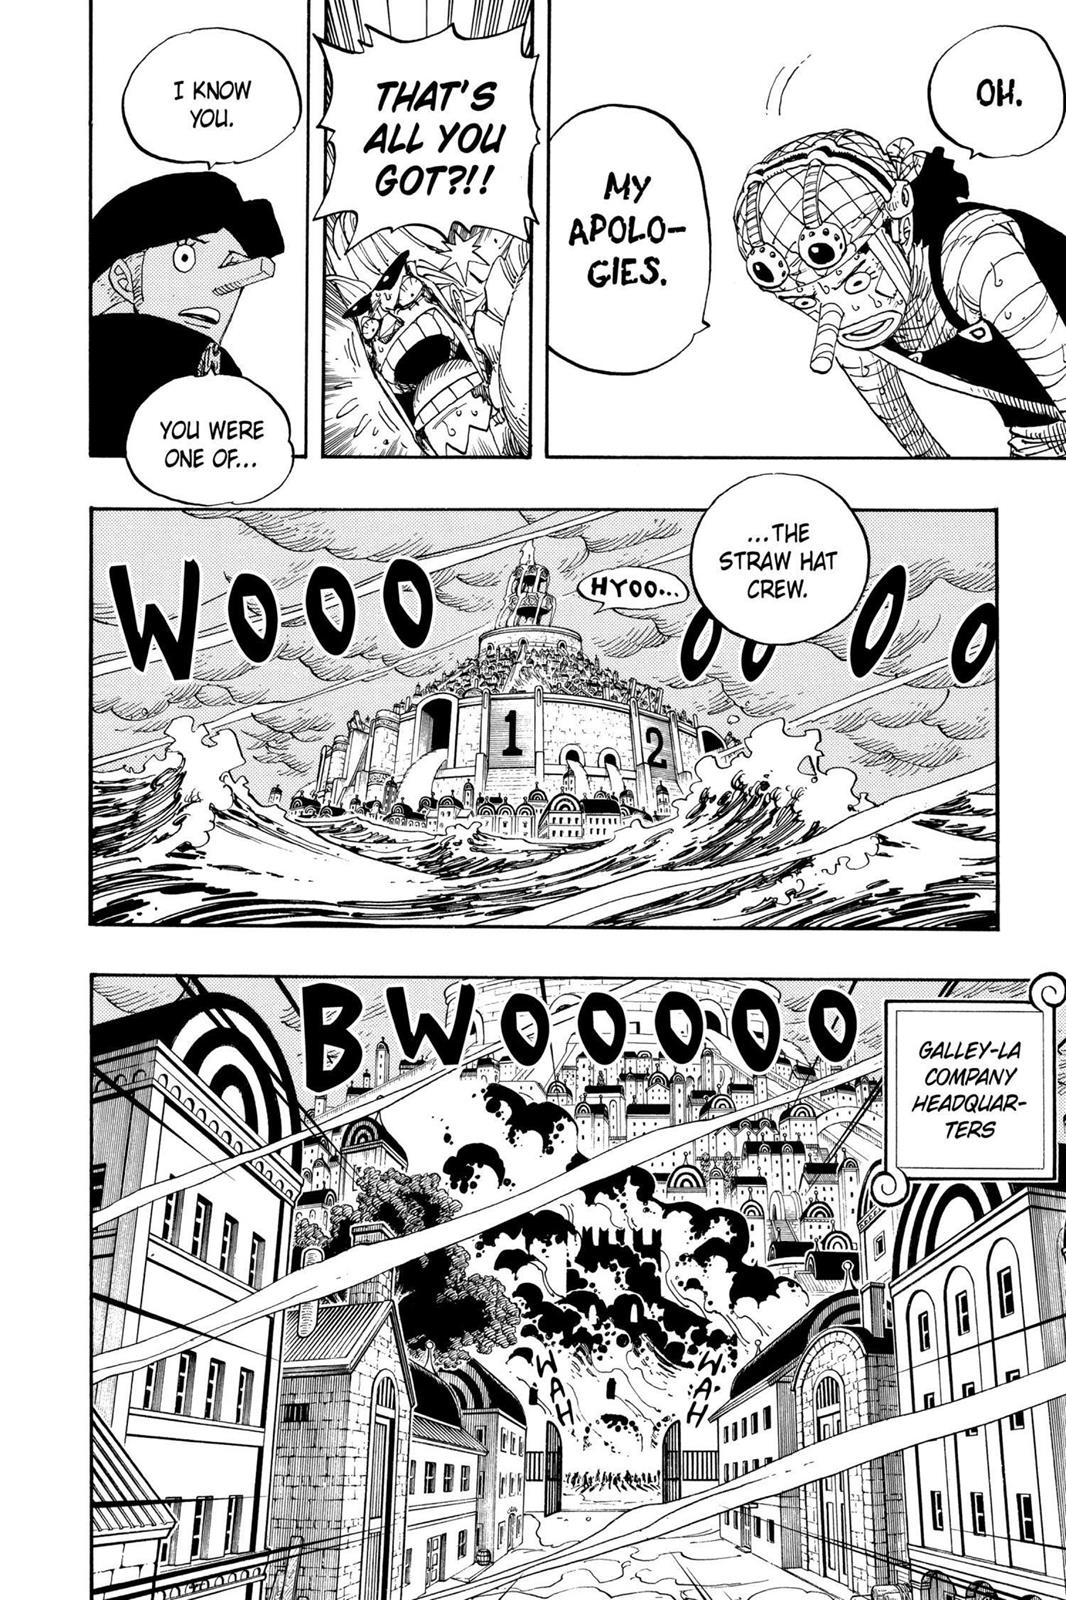 OH.
MY
APOLO-
GIES.
THAT'S
ALL YOU
GOT?!!
I KNOW
YOU.
YOU WERE
ONE OF...
...THE
STRAW HAT
CREW.
HYOO...
WOOO
OOOOO
1
2
BWOOOOO
GALLEY-LA
COMPANY
HEADQUAR-
TERS
WAH
WAH